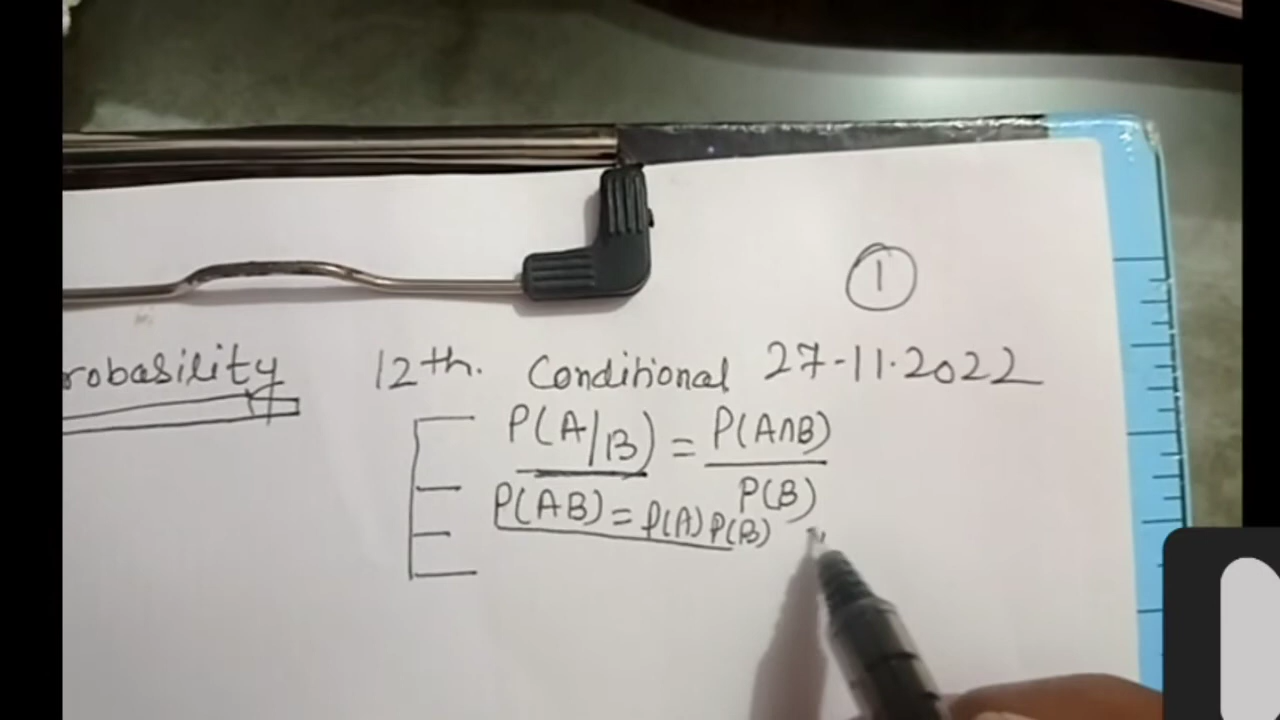 ①
robability 12th. Conditional 27-11-2022
P(A/B) = P(A∩B)
P(B)
P(AB) = P(A) P(B)